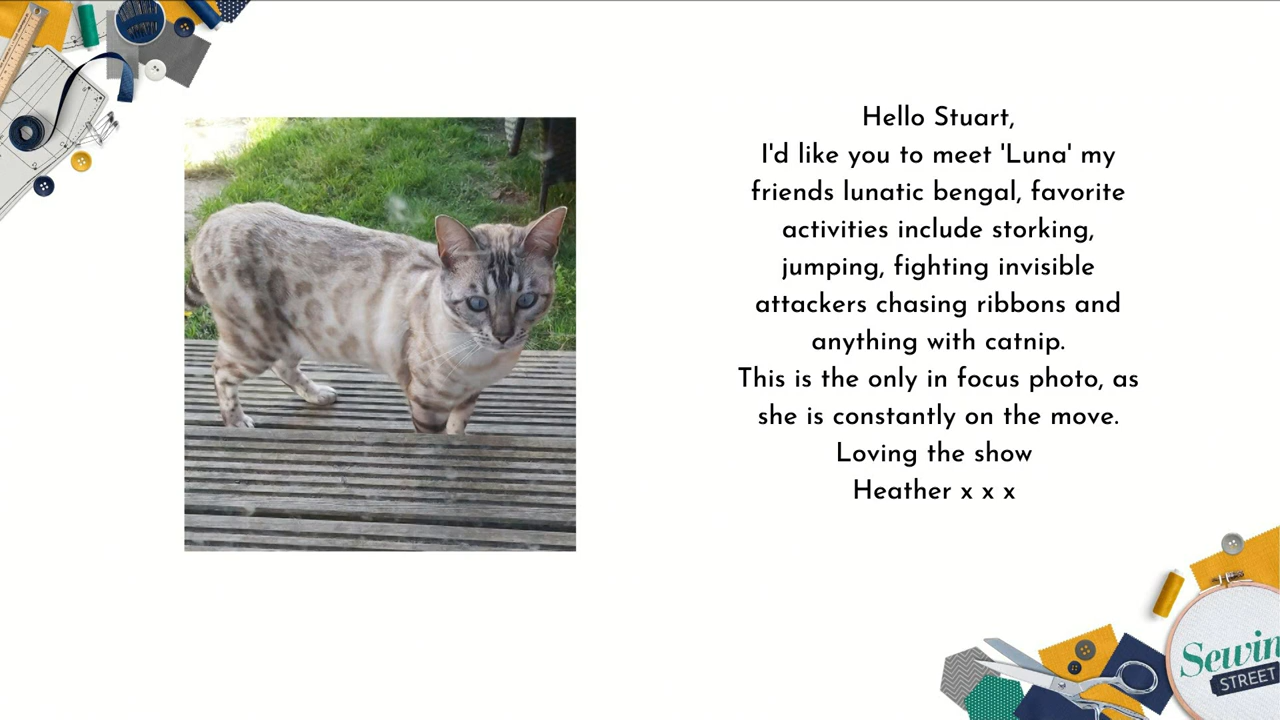 Hello Stuart,
I'd like you to meet 'Luna' my
friends lunatic bengal, favorite
activities include storking,
jumping, fighting invisible
attackers chasing ribbons and
anything with catnip.
This is the only in focus photo, as
she is constantly on the move.
Loving the show
Heather x x x
Sewin
STREET